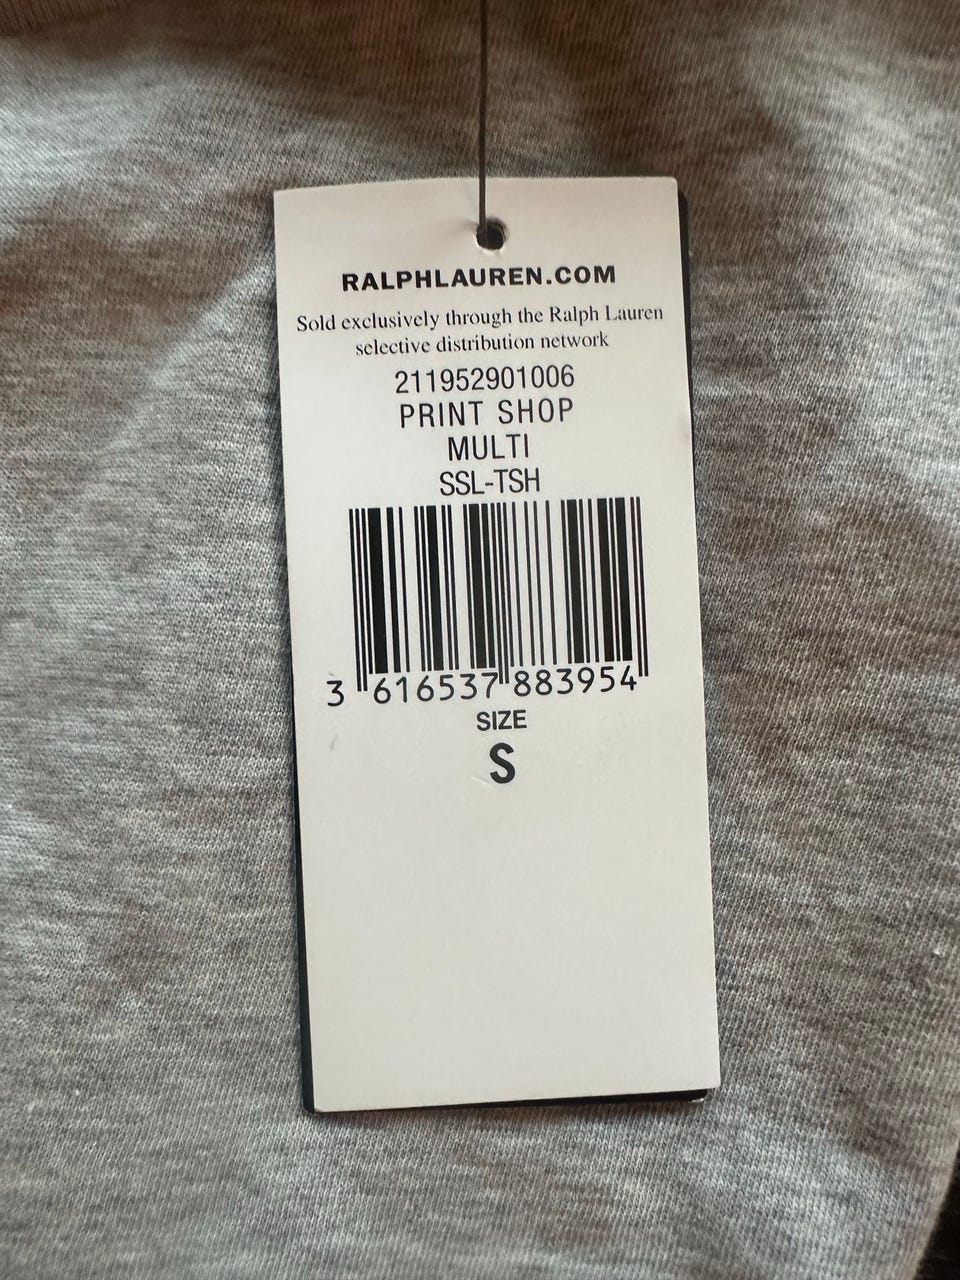 RALPHLAUREN.COM
Sold exclusively through the Ralph Lauren
selective distribution network
211952901006
PRINT SHOP
MULTI
SSL-TSH
3 616537 883954
SIZE
S